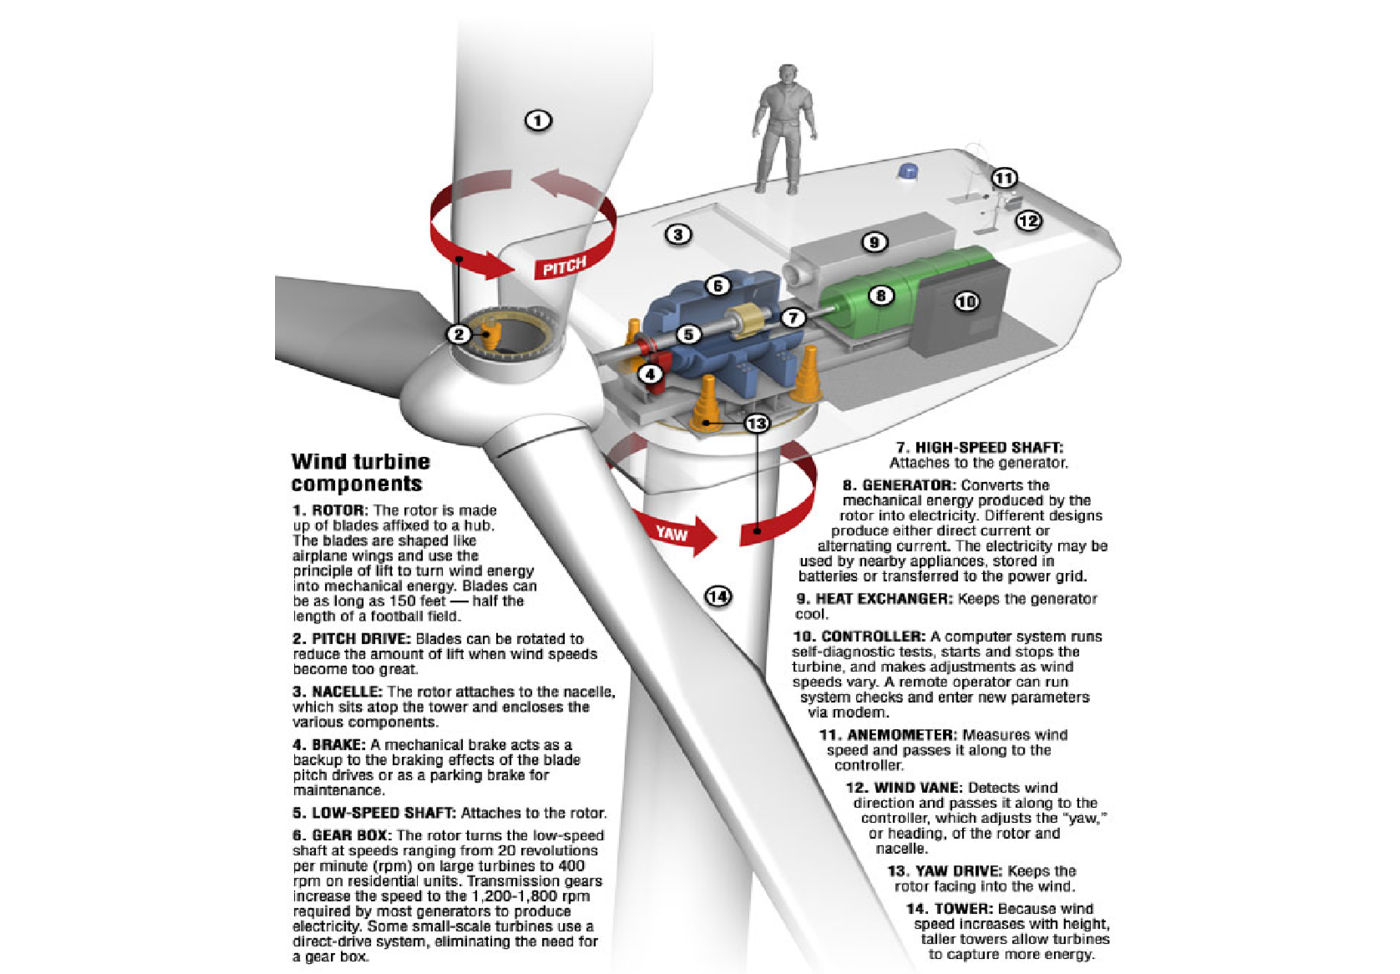 1
11
12
3
9
PITCH
6
8
10
7
2
5
4
13
YAW
14
Wind turbine
components
1. ROTOR: The rotor is made
up of blades affixed to a hub.
The blades are shaped like
airplane wings and use the
principle of lift to turn wind energy
into mechanical energy. Blades can
be as long as 150 feet — half the
length of a football field.
2. PITCH DRIVE: Blades can be rotated to
reduce the amount of lift when wind speeds
become too great.
3. NACELLE: The rotor attaches to the nacelle,
which sits atop the tower and encloses the
various components.
4. BRAKE: A mechanical brake acts as a
backup to the braking effects of the blade
pitch drives or as a parking brake for
maintenance.
5. LOW-SPEED SHAFT: Attaches to the rotor.
6. GEAR BOX: The rotor turns the low-speed
shaft at speeds ranging from 20 revolutions
per minute (rpm) on large turbines to 400
rpm on residential units. Transmission gears
increase the speed to the 1,200-1,800 rpm
required by most generators to produce
electricity. Some small-scale turbines use a
direct-drive system, eliminating the need for
a gear box.
7. HIGH-SPEED SHAFT:
Attaches to the generator.
8. GENERATOR: Converts the
mechanical energy produced by the
rotor into electricity. Different designs
produce either direct current or
alternating current. The electricity may be
used by nearby appliances, stored in
batteries or transferred to the power grid.
9. HEAT EXCHANGER: Keeps the generator
cool.
10. CONTROLLER: A computer system runs
self-diagnostic tests, starts and stops the
turbine, and makes adjustments as wind
speeds vary. A remote operator can run
system checks and enter new parameters
via modem.
11. ANEMOMETER: Measures wind
speed and passes it along to the
controller.
12. WIND VANE: Detects wind
direction and passes it along to the
controller, which adjusts the “yaw,”
or heading, of the rotor and
nacelle.
13. YAW DRIVE: Keeps the
rotor facing into the wind.
14. TOWER: Because wind
speed increases with height,
taller towers allow turbines
to capture more energy.